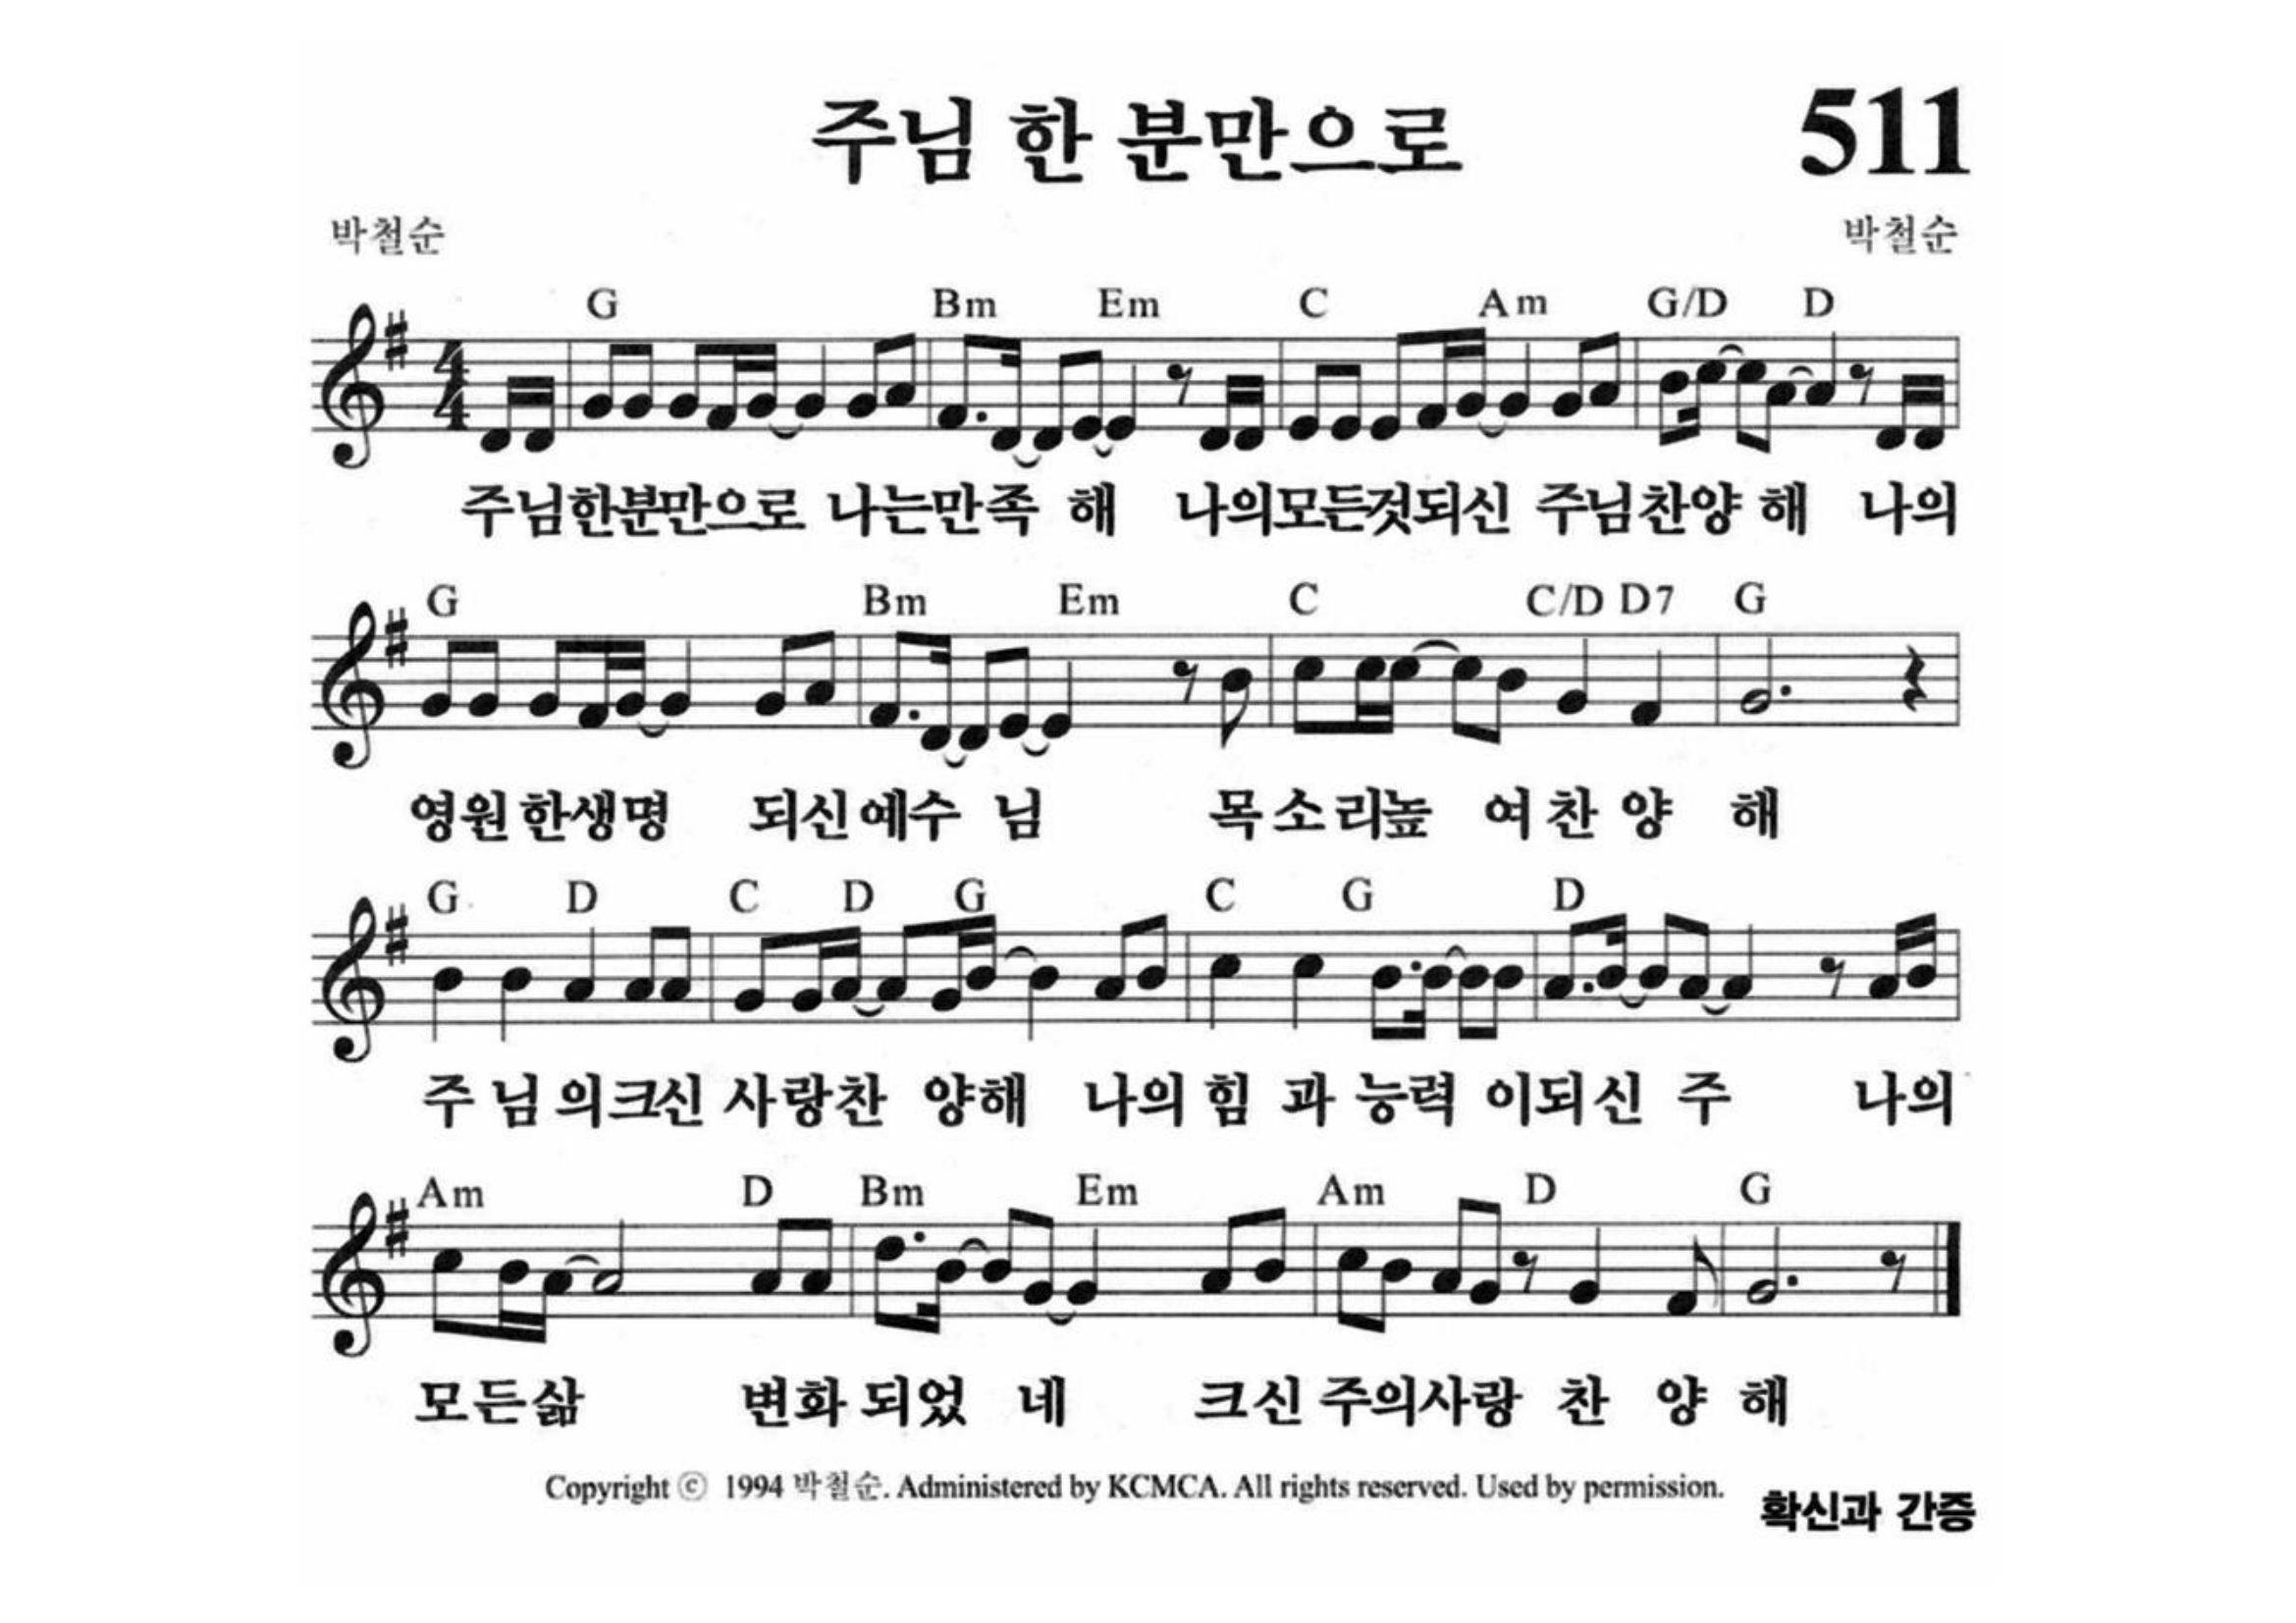 주님 한 분만으로
511
박철순 박철순
G Bm Em C Am G/D D
주님한분만으로 나는만족 해 나의모든것되신 주님찬양 해 나의
G Bm Em C C/D D7 G
영원한생명 되신예수 님 목소리높 여찬 양 해
G D C D G C G D
주 님 의크신 사랑찬 양해 나의 힘 과 능력 이되신 주 나의
Am D Bm Em Am D G
모든삶 변화 되었 네 크신 주의사랑 찬 양 해
Copyright ⓒ 1994 박철순. Administered by KCMCA. All rights reserved. Used by permission.
확신과 간증